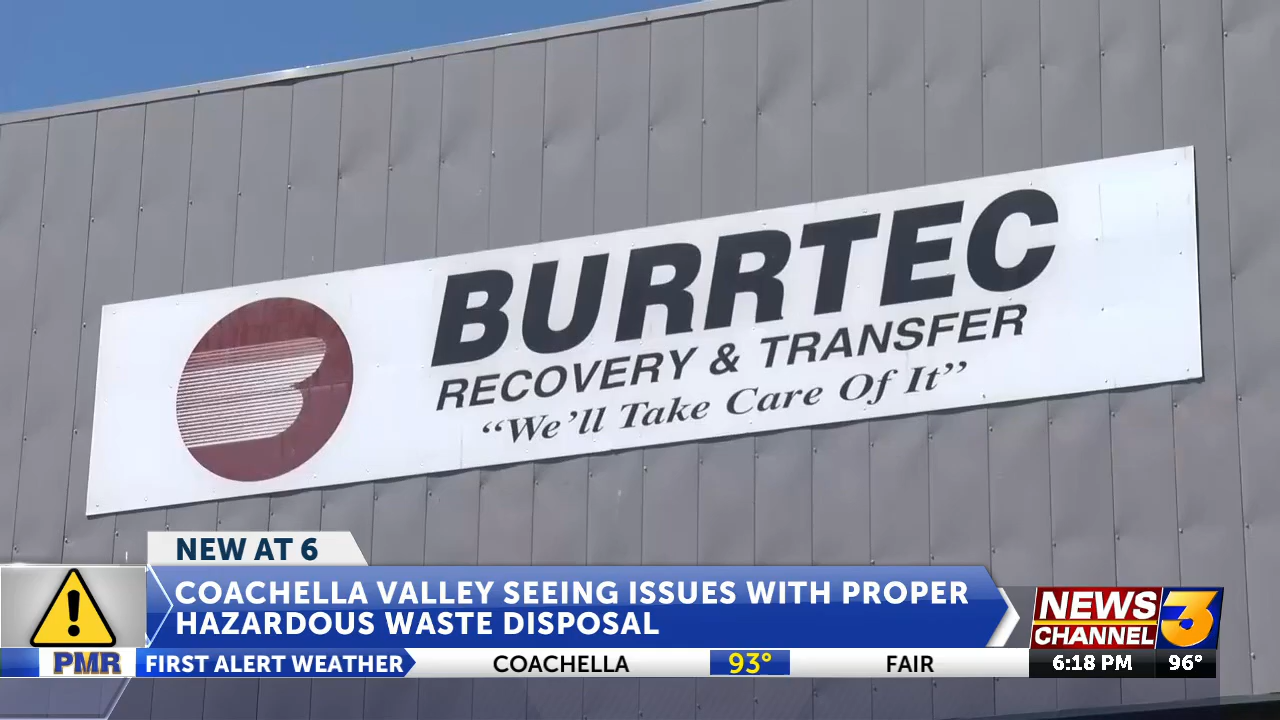 BURRTEC
RECOVERY & TRANSFER
“We’ll Take Care Of It”
NEW AT 6
COACHELLA VALLEY SEEING ISSUES WITH PROPER
HAZARDOUS WASTE DISPOSAL
NEWS
CHANNEL 3
PMR
FIRST ALERT WEATHER COACHELLA 93° FAIR
6:18 PM 96°